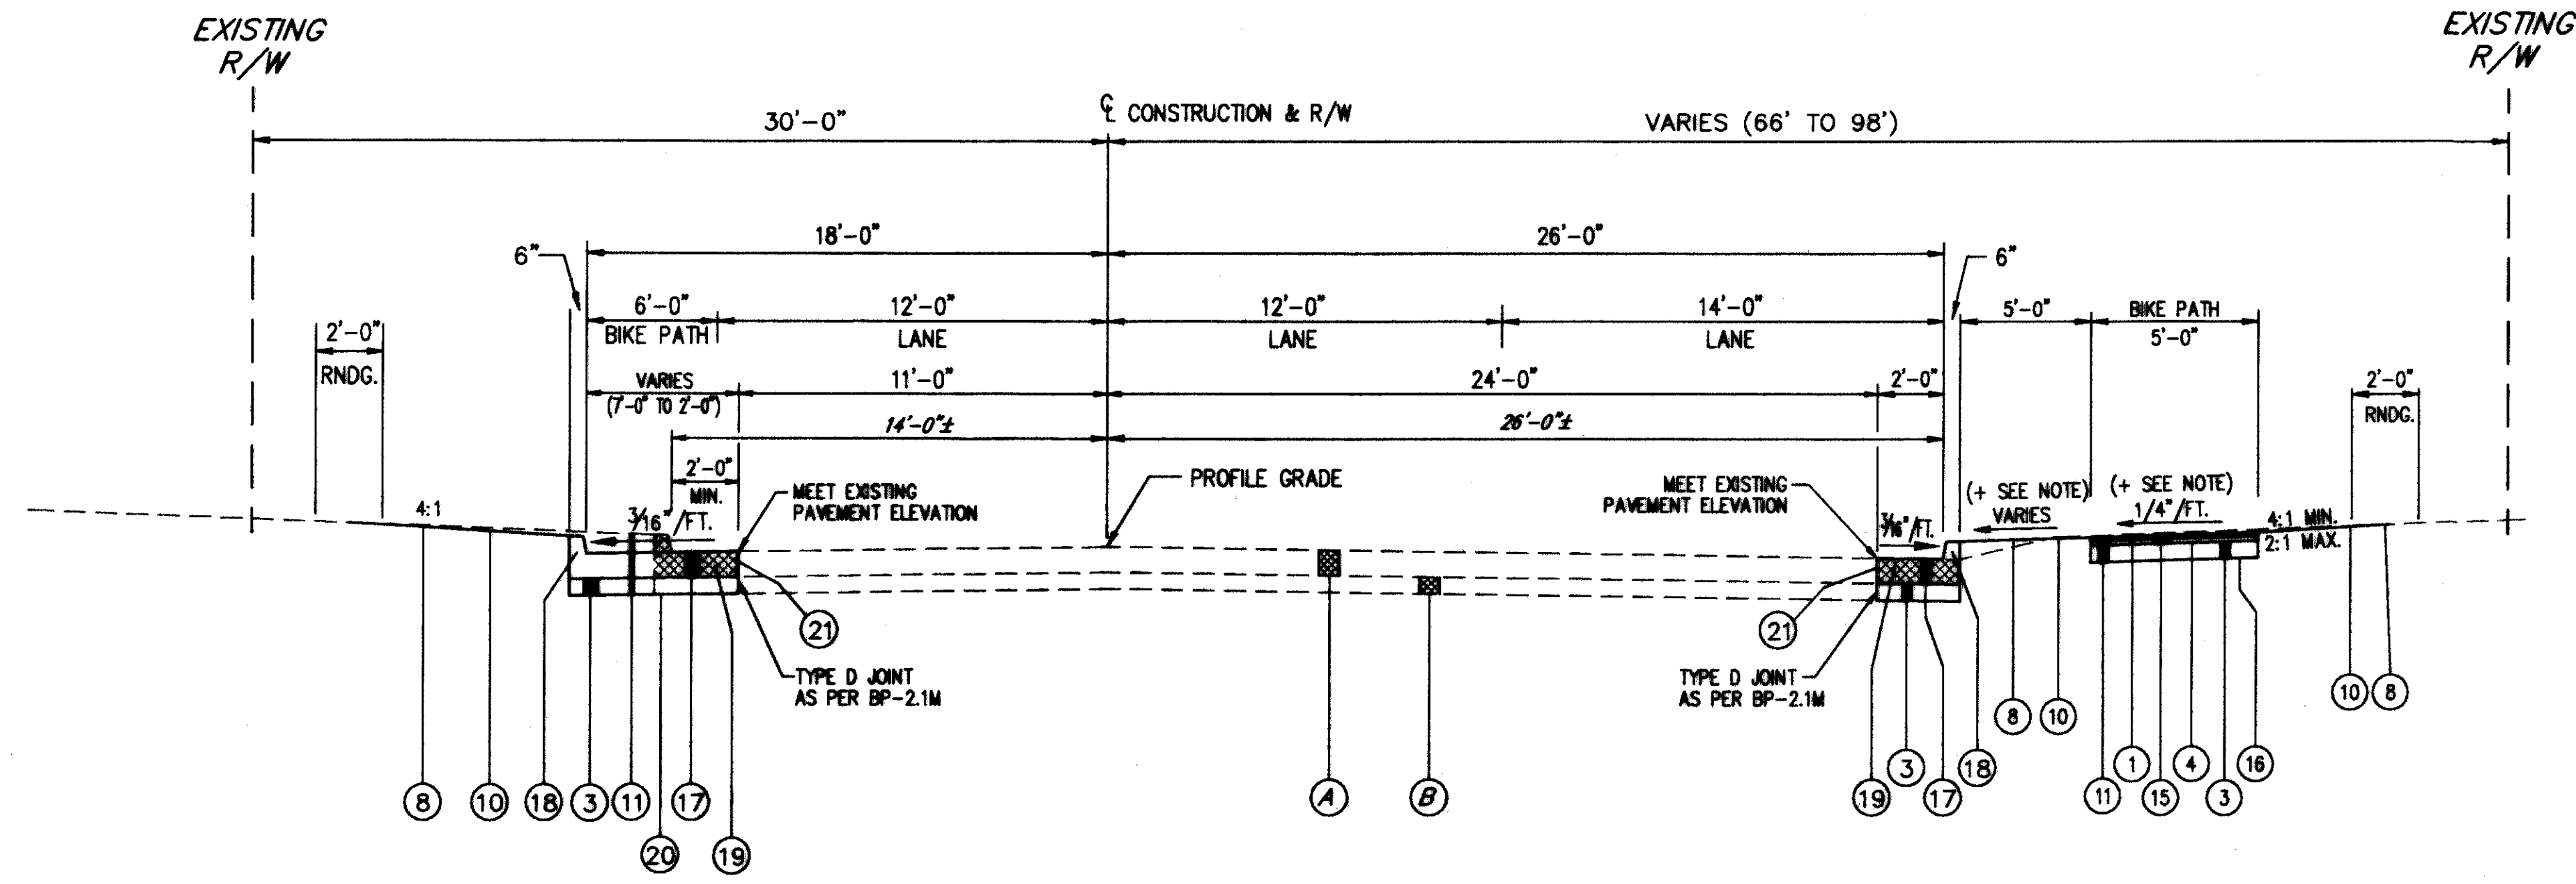 EXISTING
R/W
EXISTING
R/W
30'-0"
℄ CONSTRUCTION & R/W
VARIES (66' TO 98')
18'-0"
26'-0"
6"
6"
6'-0"
BIKE PATH
12'-0"
LANE
12'-0"
LANE
14'-0"
LANE
5'-0"
BIKE PATH
5'-0"
2'-0"
RNDG.
VARIES
(7'-0" TO 2'-0")
11'-0"
24'-0"
2'-0"
2'-0"
RNDG.
14'-0"±
26'-0"±
2'-0"
MIN.
MEET EXISTING
PAVEMENT ELEVATION
PROFILE GRADE
MEET EXISTING
PAVEMENT ELEVATION
(+ SEE NOTE)
VARIES
(+ SEE NOTE)
1/4"/FT.
4:1
3/16"/FT.
3/16"/FT.
4:1 MIN.
2:1 MAX.
21
21
TYPE D JOINT
AS PER BP-2.1M
TYPE D JOINT
AS PER BP-2.1M
8
10
10
8
8
10
18
3
11
17
A
B
19
3
17
18
11
1
15
4
3
16
20
19